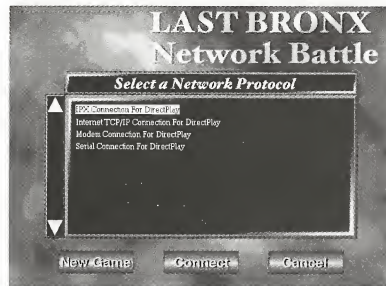 LAST BRONX
Network Battle
Select a Network Protocol
IPX Connection For DirectPlay
Internet TCP/IP Connection For DirectPlay
Modem Connection For DirectPlay
Serial Connection For DirectPlay
New Game
Connect
Cancel